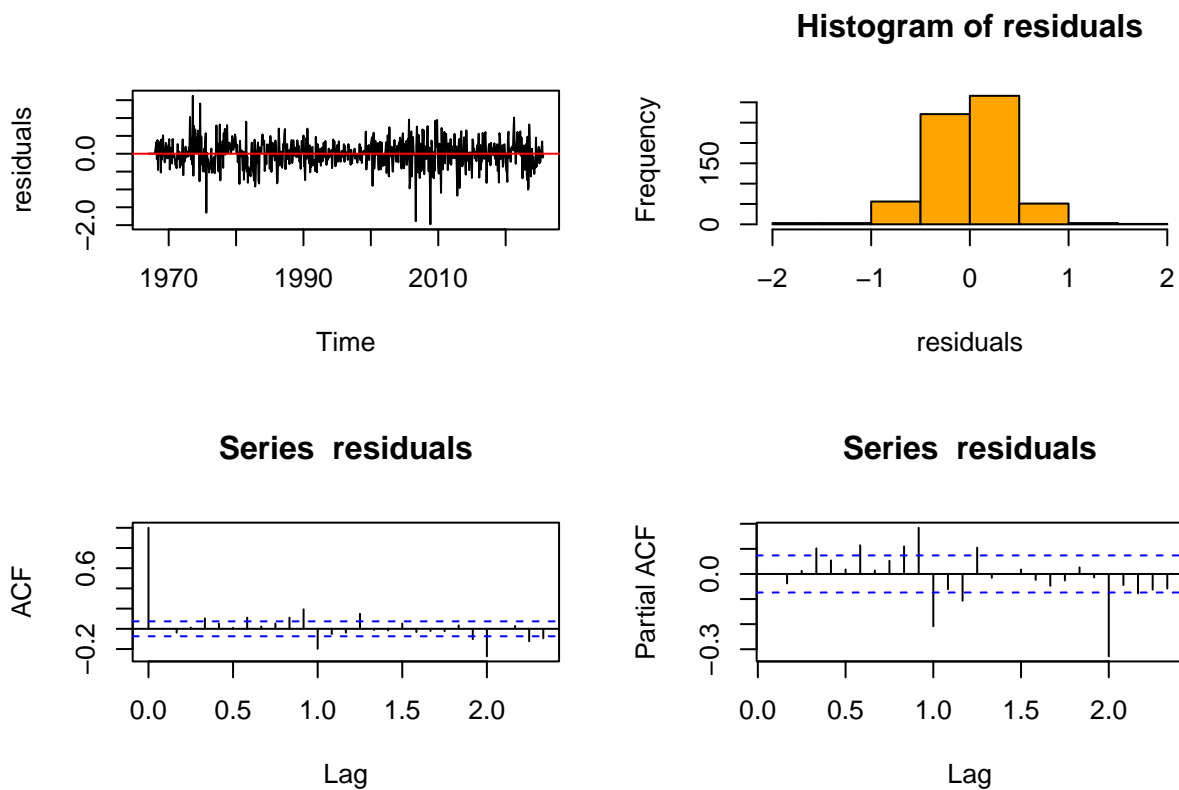 residuals
0.0
−2.0
1970
1990
2010
Time
Histogram of residuals
Frequency
150
0
−2
−1
0
1
2
residuals
Series  residuals
ACF
0.6
−0.2
0.0
0.5
1.0
1.5
2.0
Lag
Series  residuals
Partial ACF
0.0
−0.3
0.0
0.5
1.0
1.5
2.0
Lag